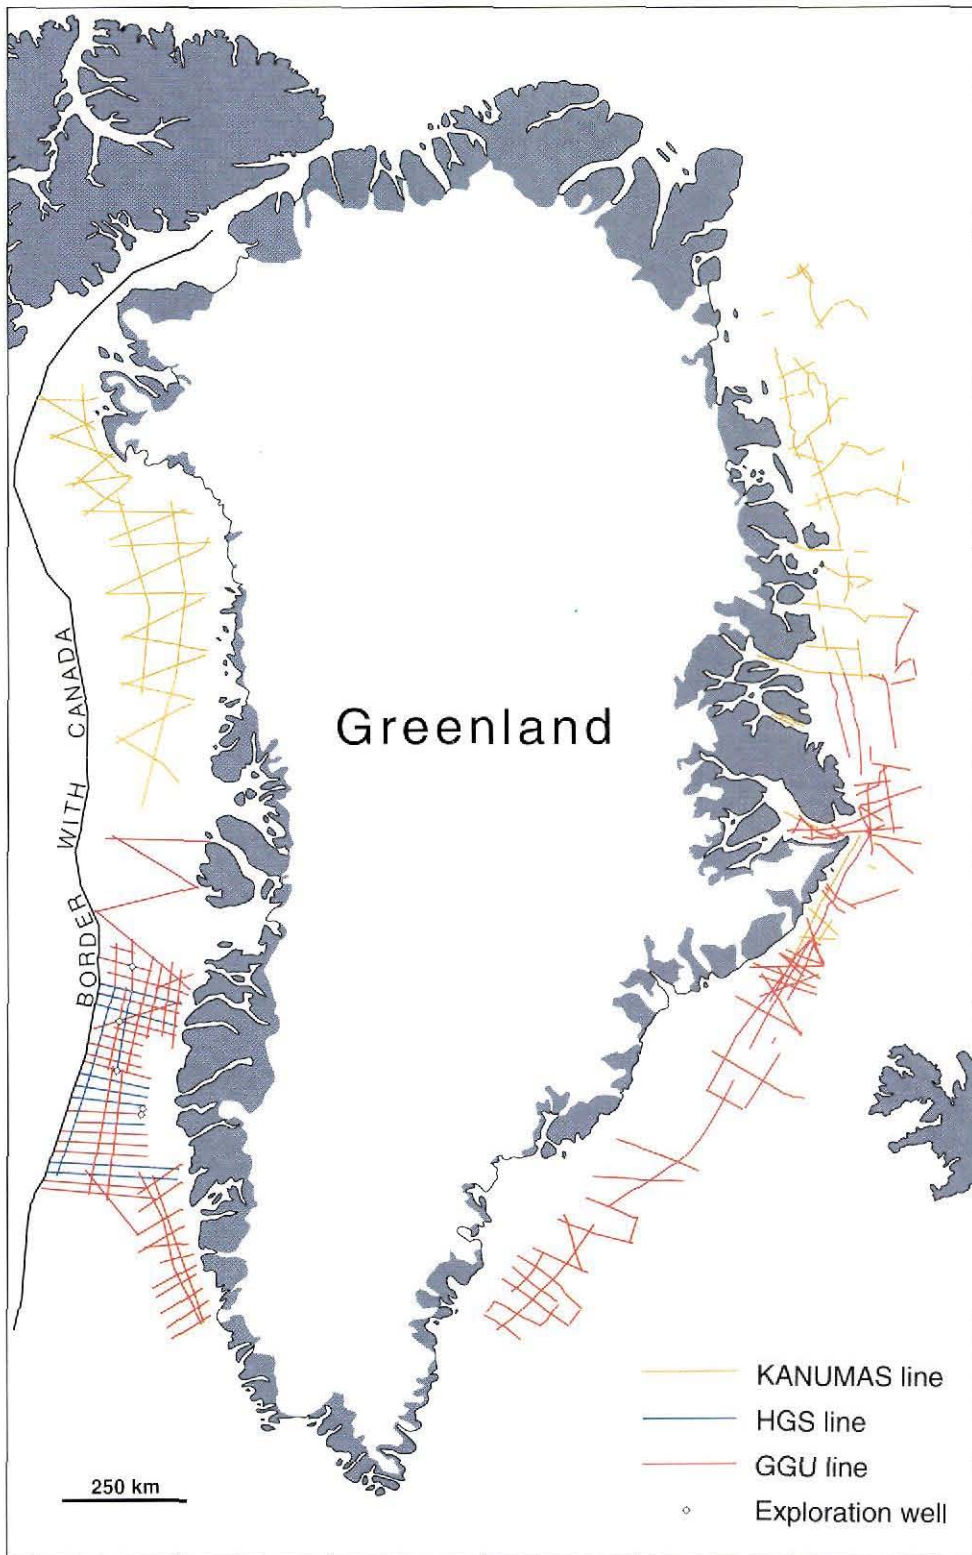 Greenland
BORDER WITH CANADA
KANUMAS line
HGS line
GGU line
Exploration well
250 km